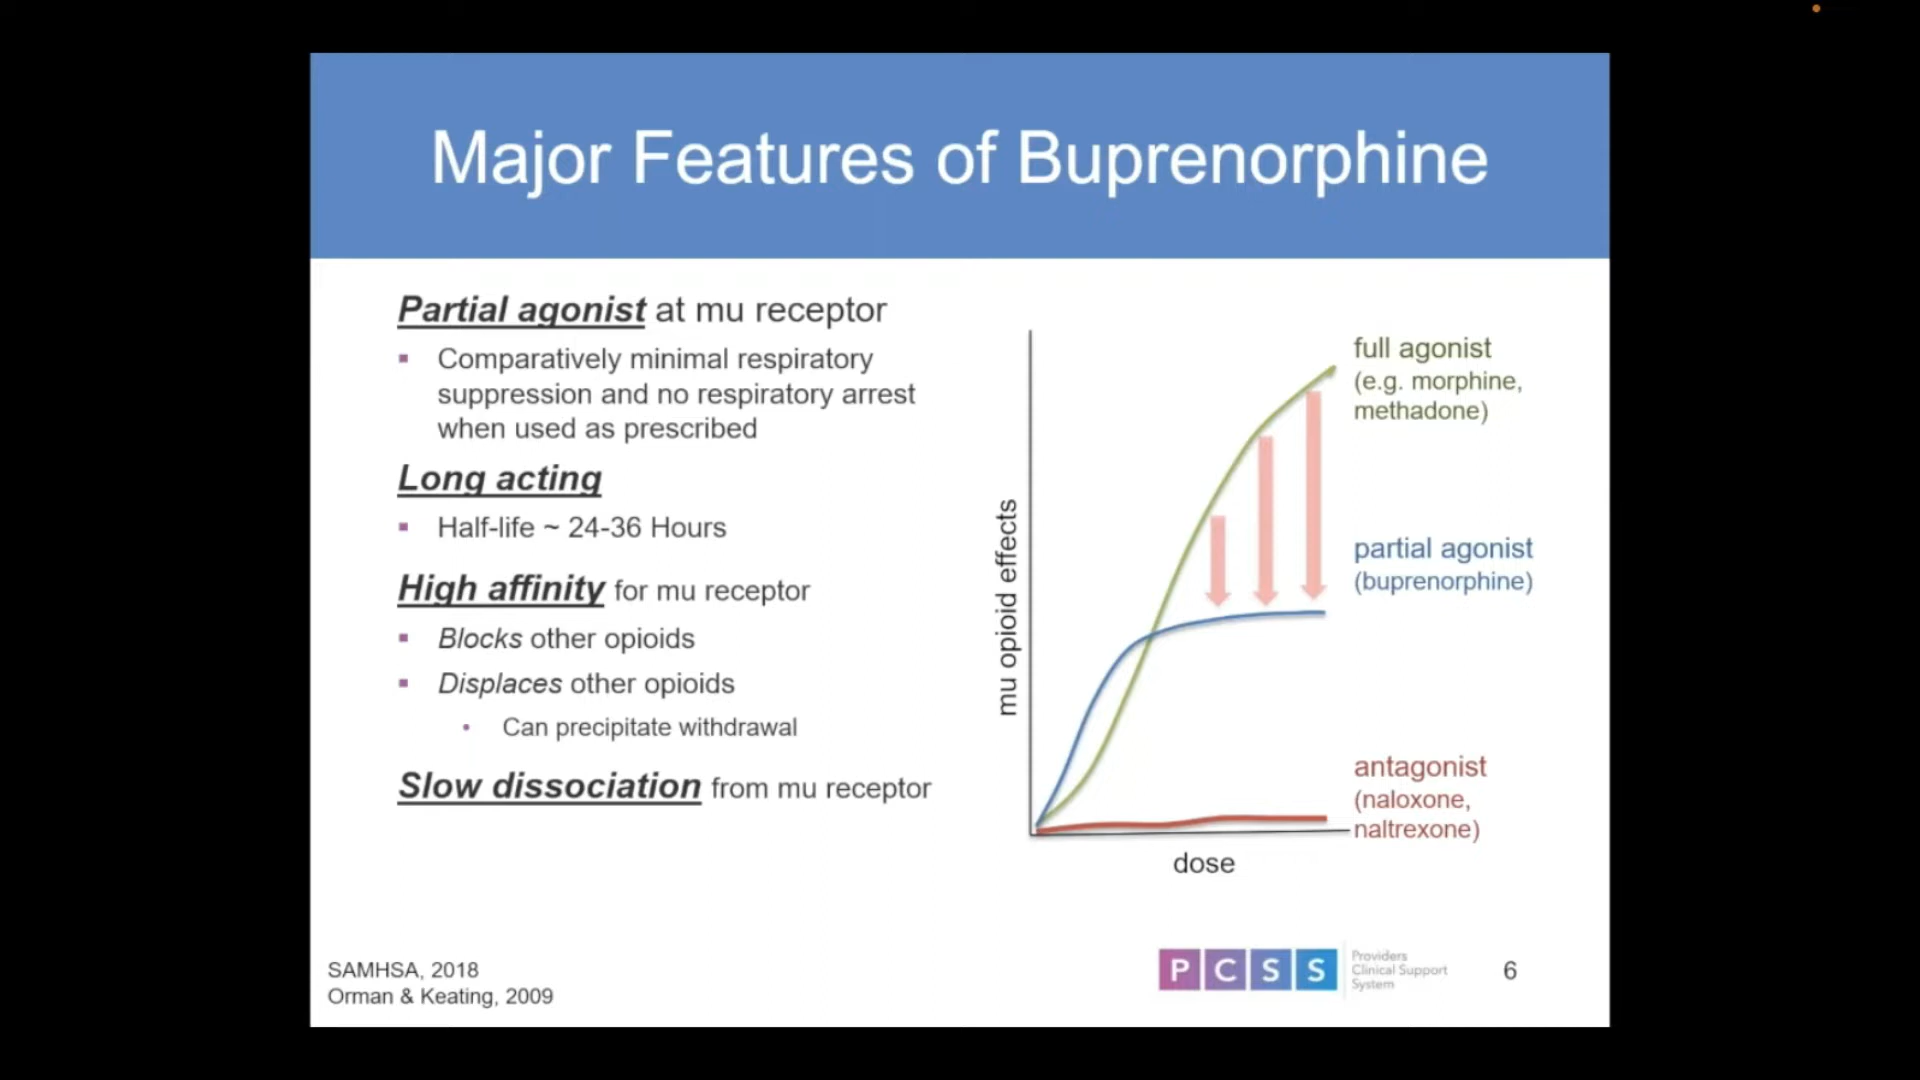 Major Features of Buprenorphine
Partial agonist at mu receptor
▪ Comparatively minimal respiratory
suppression and no respiratory arrest
when used as prescribed
Long acting
▪ Half-life ~ 24-36 Hours
High affinity for mu receptor
▪ Blocks other opioids
▪ Displaces other opioids
• Can precipitate withdrawal
Slow dissociation from mu receptor
mu opioid effects
full agonist
(e.g. morphine,
methadone)
partial agonist
(buprenorphine)
antagonist
(naloxone,
naltrexone)
dose
SAMHSA, 2018
Orman & Keating, 2009
PCSS
Providers
Clinical Support
System
6